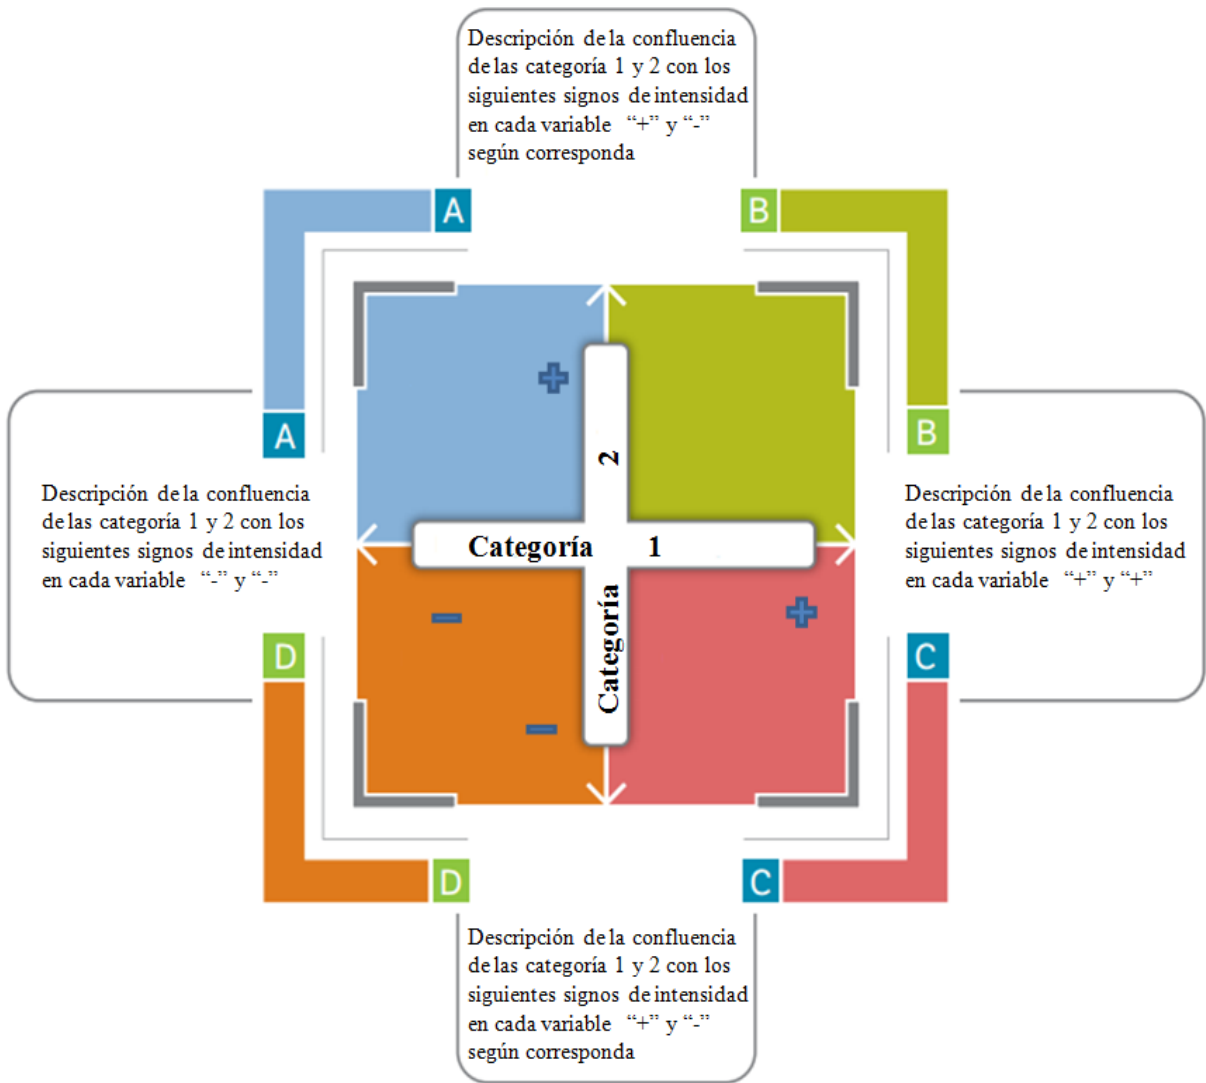 Descripción de la confluencia
de las categoría 1 y 2 con los
siguientes signos de intensidad
en cada variable “+” y “-”
según corresponda
A
B
A
B
2
Descripción de la confluencia
de las categoría 1 y 2 con los
siguientes signos de intensidad
en cada variable “-” y “-”
Categoría 1
Categoría
Descripción de la confluencia
de las categoría 1 y 2 con los
siguientes signos de intensidad
en cada variable “+” y “+”
D
C
D
C
Descripción de la confluencia
de las categoría 1 y 2 con los
siguientes signos de intensidad
en cada variable “+” y “-”
según corresponda